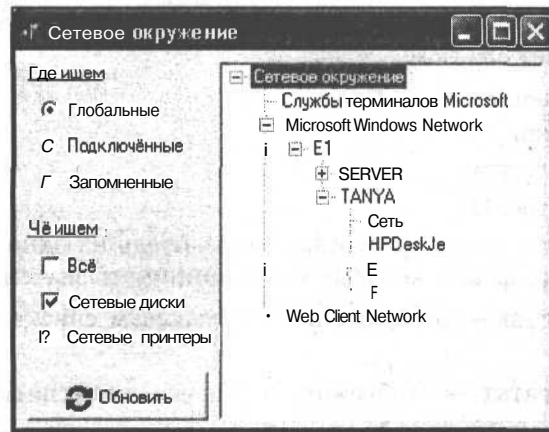 Сетевое окружение
Где ищем
Глобальные
С Подключённые
Г Запомненные
Чё ищем
Всё
Сетевые диски
I? Сетевые принтеры
Обновить
Сетевое окружение
Службы терминалов Microsoft
Microsoft Windows Network
i E1
SERVER
TANYA
Сеть
HPDeskJe
i E
F
Web Client Network